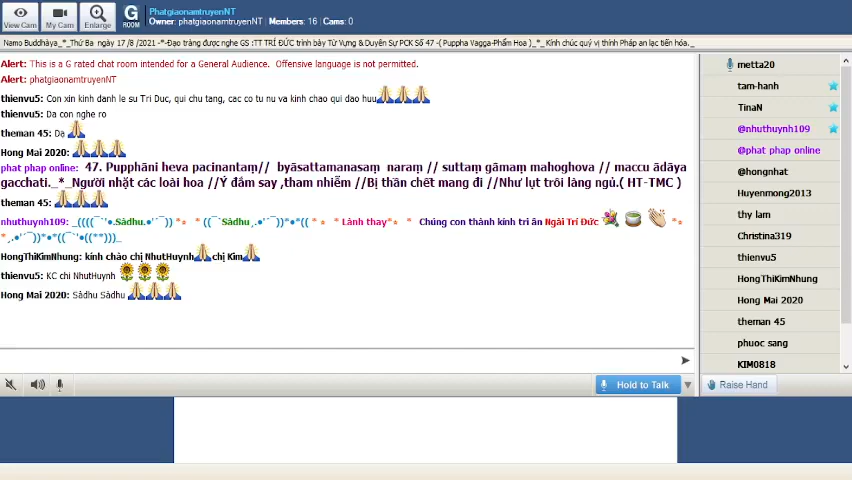 View Cam
My Cam
Enlarge
G ROOM
PhatgiaonamtruyenNT
Owner: phatgiaonamtruyenNT | Members: 16 | Cams: 0
Namo Buddhàya_*_Thứ Ba ngày 17/8 /2021 -*-Đạo tràng được nghe GS :TT TRÍ ĐỨC trình bày Từ Vựng & Duyên Sự PCK Số 47 -( Puppha Vagga-Phẩm Hoa )_*_ Kính chúc quý vị thính Pháp an lạc tiến hóa,_
Alert: This is a G rated chat room intended for a General Audience. Offensive language is not permitted.
Alert: phatgiaonamtruyenNT
thienvu5: Con xin kinh danh le su Tri Duc, qui chu tang, cac co tu nu va kinh chao qui dao huu
thienvu5: Da con nghe ro
theman 45: Dạ
Hong Mai 2020:
phat phap online: 47. Pupphāni heva pacinantaṃ// byāsattamanasaṃ naraṃ // suttaṃ gāmaṃ mahoghova // maccu ādāya
gacchati._*_Người nhặt các loài hoa //Ý đắm say ,tham nhiễm //Bị thần chết mang đi //Như lụt trôi làng ngủ.( HT-TMC )
theman 45:
nhuthuynh109: _((((¯`'•.Sàdhu.•'´¯)) *¤ * ((¯`Sàdhu¸.•'´¯))*•*(( * ¤ * Lành thay*¤ * ¤ Chúng con thành kính tri ân Ngài Trí Đức *¤
*¸.•'´¯))*•*((¯`'•((**)))_
HongThiKimNhung: kính chào chị NhutHuynh chị Kim
thienvu5: KC chi NhutHuynh
Hong Mai 2020: Sàdhu Sàdhu
Hold to Talk
metta20
tam-hanh
TinaN
@nhuthuynh109
@phat phap online
@hongnhat
Huyenmong2013
thy lam
Christina319
thienvu5
HongThiKimNhung
Hong Mai 2020
theman 45
phuoc sang
KIM0818
Raise Hand